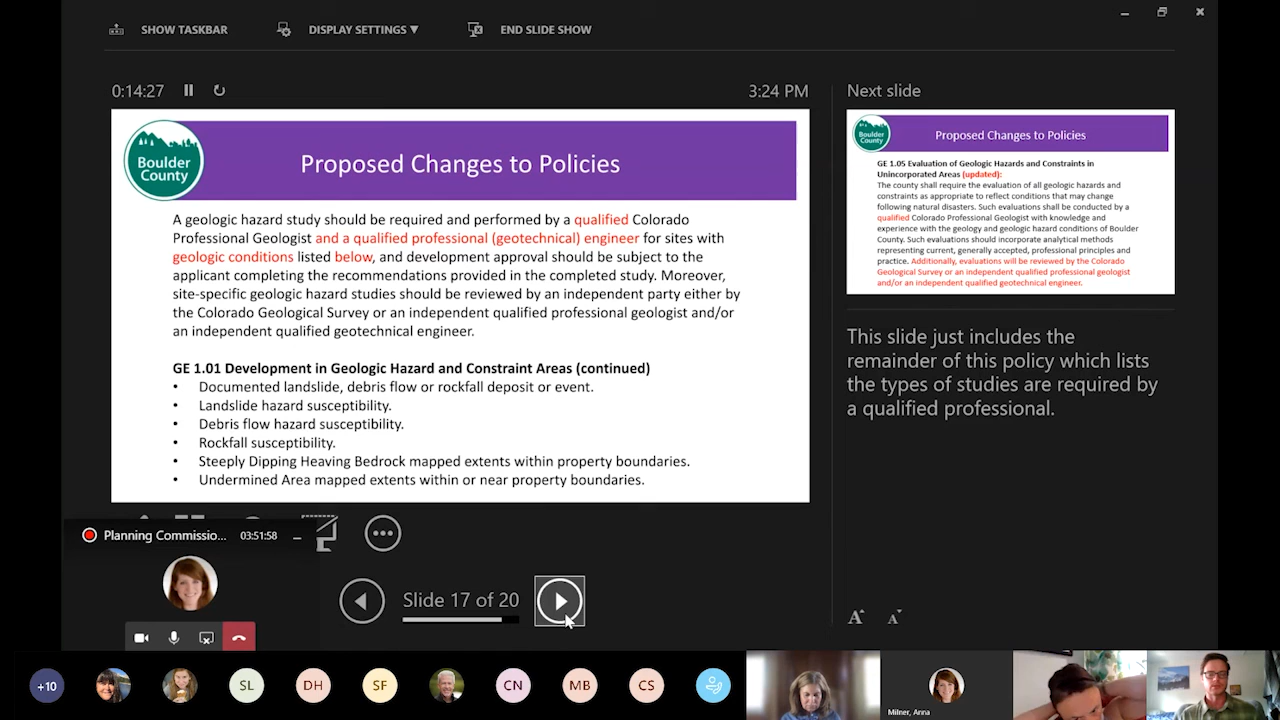 SHOW TASKBAR
DISPLAY SETTINGS ▼
END SLIDE SHOW
0:14:27
3:24 PM
Boulder
County
Proposed Changes to Policies
A geologic hazard study should be required and performed by a qualified Colorado
Professional Geologist and a qualified professional (geotechnical) engineer for sites with
geologic conditions listed below, and development approval should be subject to the
applicant completing the recommendations provided in the completed study. Moreover,
site-specific geologic hazard studies should be reviewed by an independent party either by
the Colorado Geological Survey or an independent qualified professional geologist and/or
an independent qualified geotechnical engineer.
GE 1.01 Development in Geologic Hazard and Constraint Areas (continued)
• Documented landslide, debris flow or rockfall deposit or event.
• Landslide hazard susceptibility.
• Debris flow hazard susceptibility.
• Rockfall susceptibility.
• Steeply Dipping Heaving Bedrock mapped extents within property boundaries.
• Undermined Area mapped extents within or near property boundaries.
Next slide
Boulder
County
Proposed Changes to Policies
GE 1.05 Evaluation of Geologic Hazards and Constraints in
Unincorporated Areas (updated):
The county shall require the evaluation of all geologic hazards and
constraints as appropriate to reflect conditions that may change
following natural disasters. Such evaluations shall be conducted by a
qualified Colorado Professional Geologist with knowledge and
experience with the geology and geologic hazard conditions of Boulder
County. Such evaluations should incorporate analytical methods
representing current, generally accepted, professional principles and
practice. Additionally, evaluations will be reviewed by the Colorado
Geological Survey or an independent qualified professional geologist
and/or an independent qualified geotechnical engineer.
This slide just includes the
remainder of this policy which lists
the types of studies are required by
a qualified professional.
Planning Commissio...
03:51:58
Slide 17 of 20
A
A
+10
SL
DH
SF
CN
MB
CS
Milner, Anna